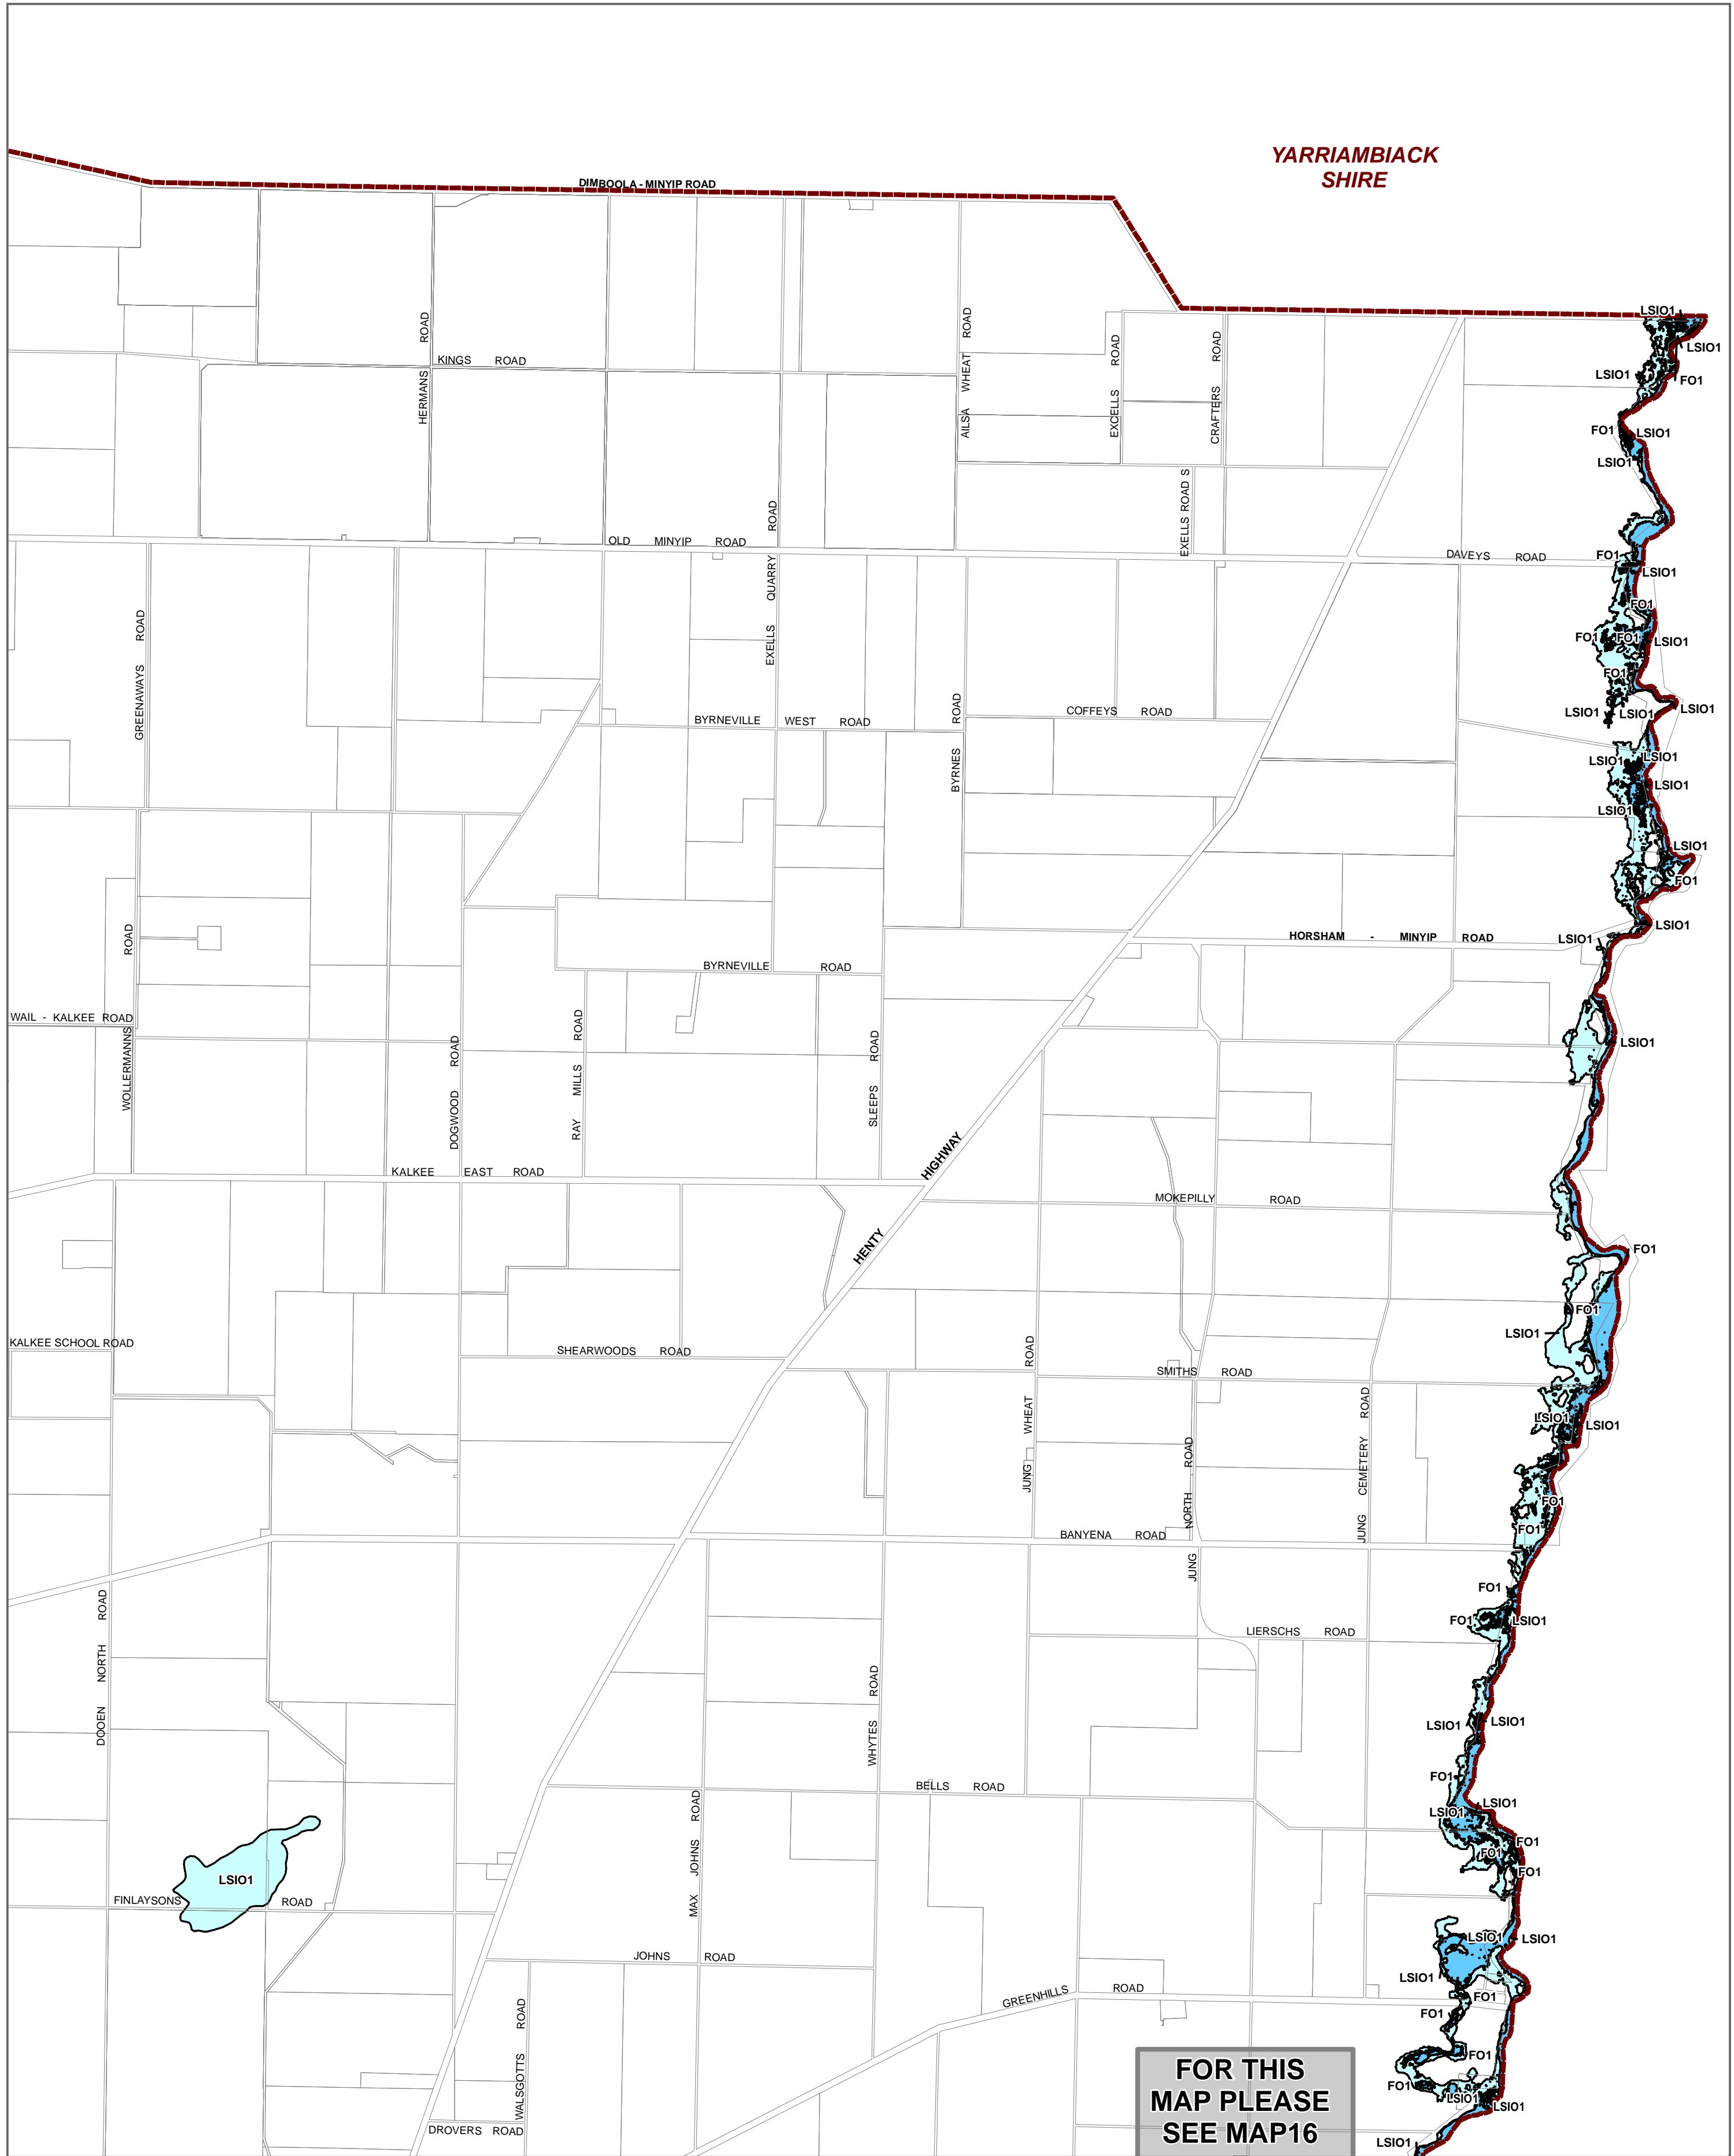 YARRIAMBIACK
SHIRE
DIMBOOLA - MINYIP ROAD
LSIO1
LSIO1
LSIO1
FO1
HERMANS ROAD
KINGS ROAD
AILSA WHEAT ROAD
EXCELLS ROAD
CRAFTERS ROAD
FO1
LSIO1
LSIO1
EXELLS ROAD S
OLD MINYIP ROAD
DAVEYS ROAD
FO1
LSIO1
EXELLS QUARRY ROAD
GREENAWAYS ROAD
FO1
FO1
FO1
LSIO1
FO1
BYRNEVILLE WEST ROAD
BYRNES ROAD
COFFEYS ROAD
LSIO1
LSIO1
LSIO1
LSIO1
LSIO1
LSIO1
LSIO1
LSIO1
FO1
LSIO1
HORSHAM - MINYIP ROAD
LSIO1
BYRNEVILLE ROAD
WAIL - KALKEE ROAD
WOLLERMANNS ROAD
DOGWOOD ROAD
RAY MILLS ROAD
SLEEPS ROAD
LSIO1
KALKEE EAST ROAD
HENTY HIGHWAY
MOKEPILLY ROAD
FO1
FO1
LSIO1
KALKEE SCHOOL ROAD
SHEARWOODS ROAD
SMITHS ROAD
JUNG WHEAT ROAD
JUNG NORTH ROAD
JUNG CEMETERY ROAD
LSIO1
LSIO1
FO1
FO1
BANYENA ROAD
FO1
FO1
LSIO1
LIERSCHS ROAD
DOOEN NORTH ROAD
WHYTES ROAD
LSIO1
LSIO1
FO1
BELLS ROAD
LSIO1
LSIO1
MAX JOHNS ROAD
FO1
FO1
FO1
LSIO1
FINLAYSONS ROAD
LSIO1
LSIO1
JOHNS ROAD
LSIO1
GREENHILLS ROAD
FO1
FO1
WALSGOTTS ROAD
FO1
FO1
LSIO1
LSIO1
DROVERS ROAD
FOR THIS
MAP PLEASE
SEE MAP16
LSIO1